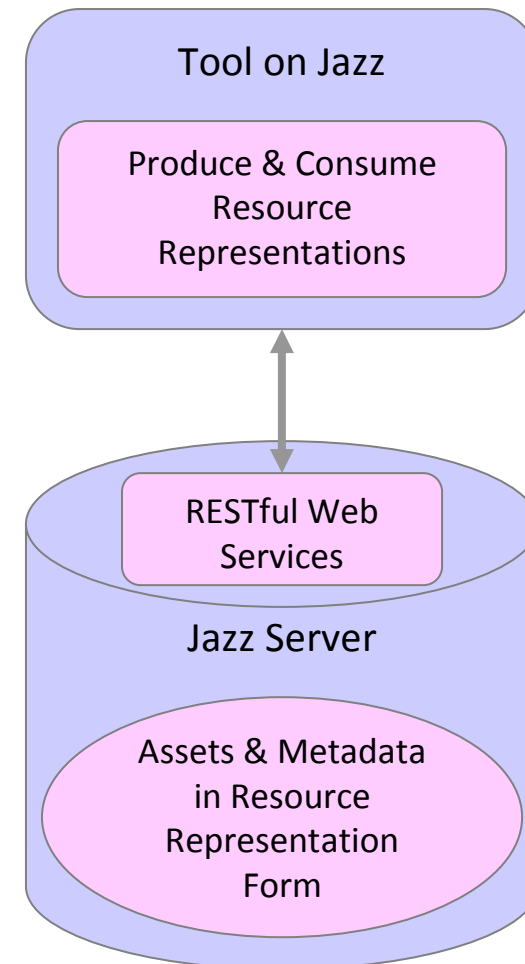 Tool on Jazz
Produce & Consume
Resource
Representations
RESTful Web
Services
Jazz Server
Assets & Metadata
in Resource
Representation
Form